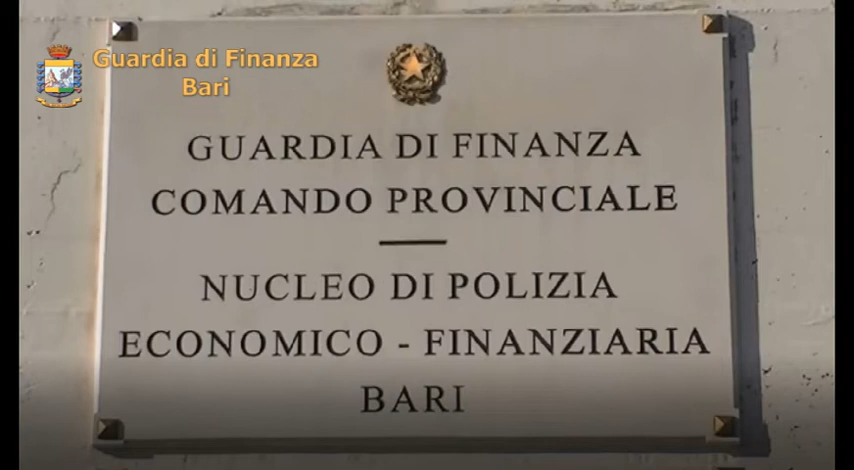 Guardia di Finanza
Bari
GUARDIA DI FINANZA
COMANDO PROVINCIALE
NUCLEO DI POLIZIA
ECONOMICO - FINANZIARIA
BARI